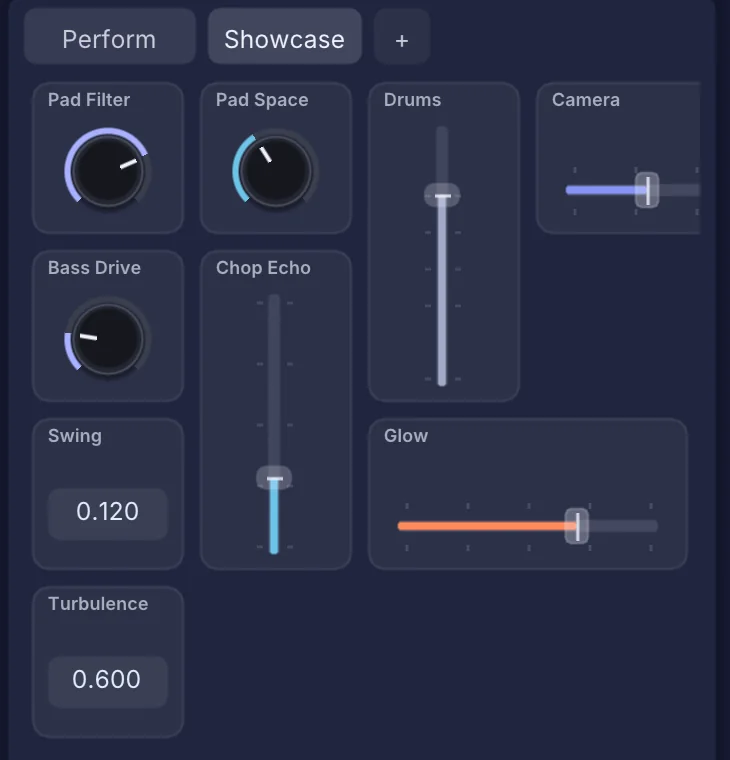 Perform Showcase +
Pad Filter Pad Space Drums Camera
Bass Drive Chop Echo
Swing Glow
0.120
Turbulence
0.600